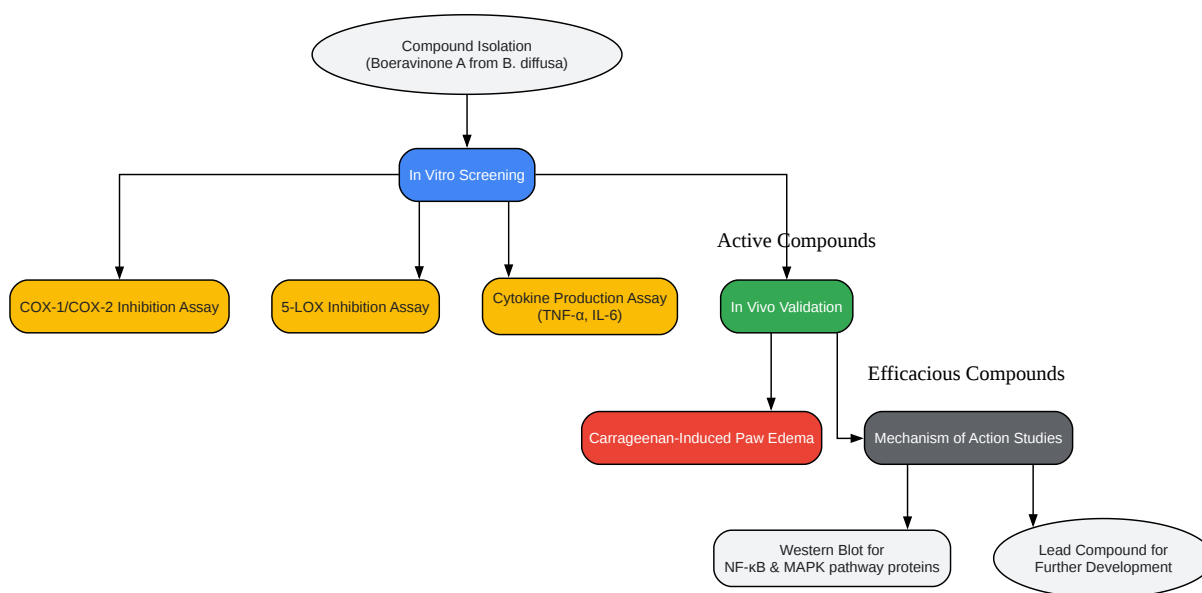 Compound Isolation
(Boeravinone A from B. diffusa)
In Vitro Screening
Active Compounds
COX-1/COX-2 Inhibition Assay
5-LOX Inhibition Assay
Cytokine Production Assay
(TNF-α, IL-6)
In Vivo Validation
Efficacious Compounds
Carrageenan-Induced Paw Edema
Mechanism of Action Studies
Western Blot for
NF-κB & MAPK pathway proteins
Lead Compound for
Further Development